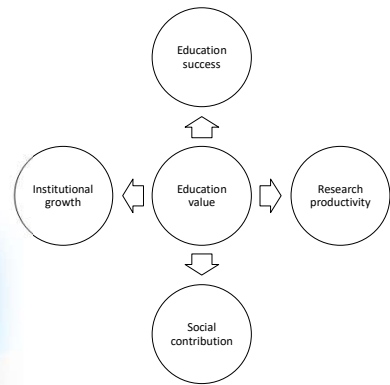 Education
success
Institutional
growth
Education
value
Research
productivity
Social
contribution